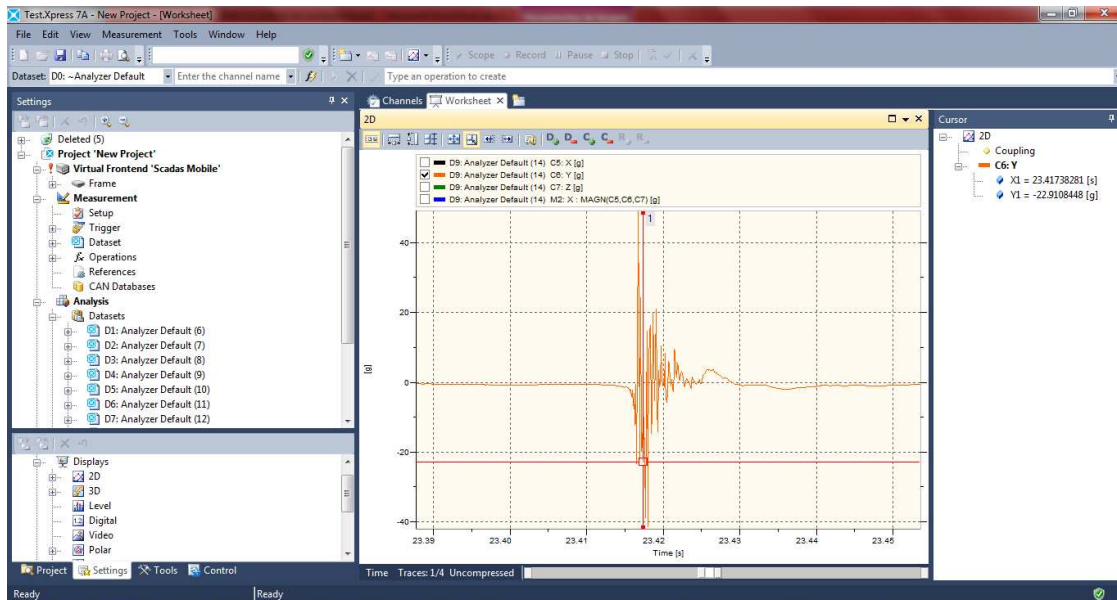 Test.Xpress 7A - New Project - [Worksheet]
File Edit View Measurement Tools Window Help
Scope Record Pause Stop
Dataset: D0: ~Analyzer Default Enter the channel name Type an operation to create
Settings
Deleted (5)
Project 'New Project'
Virtual Frontend 'Scadas Mobile'
Frame
Measurement
Setup
Trigger
Dataset
Operations
References
CAN Databases
Analysis
Datasets
D1: Analyzer Default (6)
D2: Analyzer Default (7)
D3: Analyzer Default (8)
D4: Analyzer Default (9)
D5: Analyzer Default (10)
D6: Analyzer Default (11)
D7: Analyzer Default (12)
Displays
2D
3D
Level
Digital
Video
Polar
Project Settings Tools Control
Channels Worksheet
2D
D9: Analyzer Default (14) C5: X [g]
D9: Analyzer Default (14) C6: Y [g]
D9: Analyzer Default (14) C7: Z [g]
D9: Analyzer Default (14) M2: X : MAGN(C5,C6,C7) [g]
1
40
20
0
-20
-40
[g]
23.39 23.40 23.41 23.42 23.43 23.44 23.45
Time [s]
Time Traces: 1/4 Uncompressed
Cursor
2D
Coupling
C6: Y
X1 = 23.41738281 [s]
Y1 = -22.9108448 [g]
Ready Ready